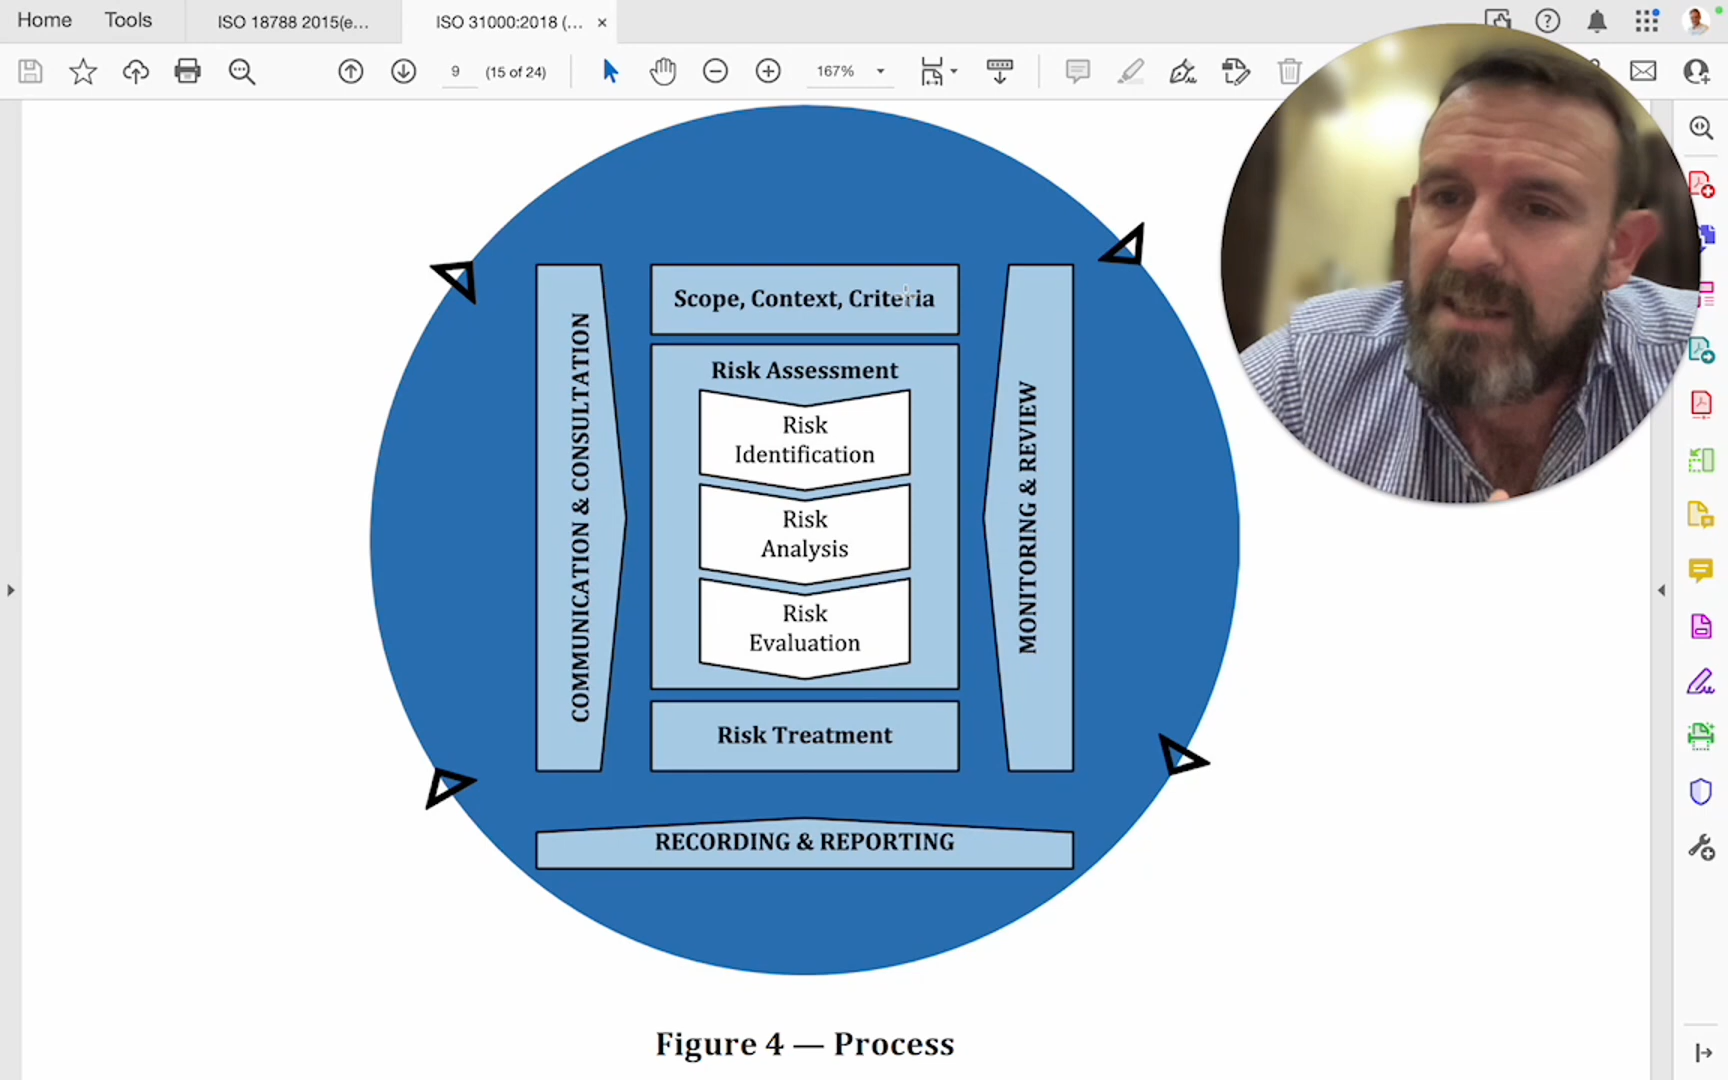 Home
Tools
ISO 18788 2015(e...
ISO 31000:2018 (...
9
(15 of 24)
167%
Scope, Context, Criteria
Risk Assessment
Risk
Identification
Risk
Analysis
Risk
Evaluation
Risk Treatment
COMMUNICATION & CONSULTATION
MONITORING & REVIEW
RECORDING & REPORTING
Figure 4 — Process